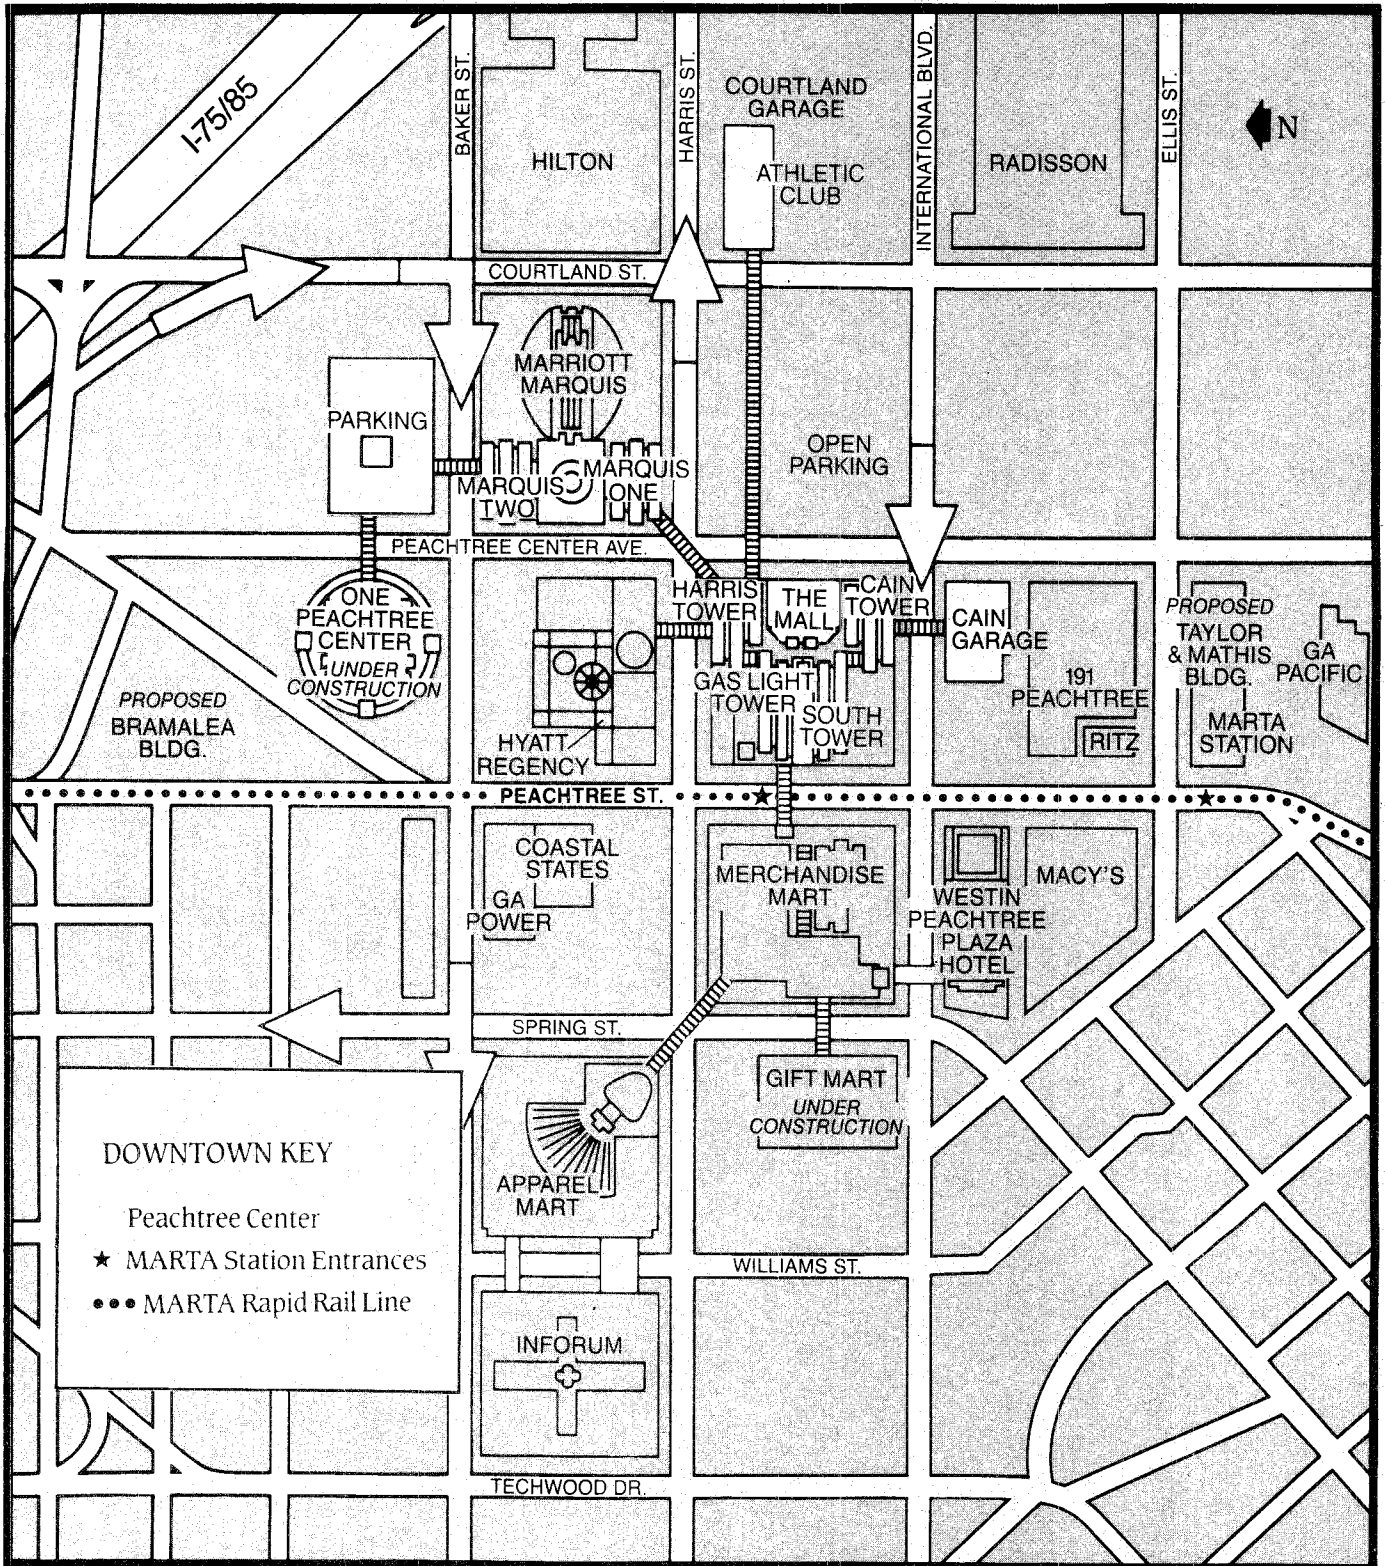 I-75/85
BAKER ST.
HILTON
HARRIS ST.
COURTLAND
GARAGE
ATHLETIC
CLUB
INTERNATIONAL BLVD.
RADISSON
ELLIS ST.
N
COURTLAND ST.
MARRIOTT
MARQUIS
PARKING
MARQUIS
TWO
MARQUIS
ONE
OPEN
PARKING
PEACHTREE CENTER AVE.
ONE
PEACHTREE
CENTER
UNDER
CONSTRUCTION
PROPOSED
BRAMALEA
BLDG.
HYATT
REGENCY
HARRIS
TOWER
THE
MALL
CAIN
TOWER
CAIN
GARAGE
GAS LIGHT
TOWER
SOUTH
TOWER
191
PEACHTREE
RITZ
PROPOSED
TAYLOR
& MATHIS
BLDG.
MARTA
STATION
GA
PACIFIC
PEACHTREE ST.
COASTAL
STATES
GA
POWER
MERCHANDISE
MART
WESTIN
PEACHTREE
PLAZA
HOTEL
MACY'S
SPRING ST.
GIFT MART
UNDER
CONSTRUCTION
APPAREL
MART
WILLIAMS ST.
INFORUM
TECHWOOD DR.
DOWNTOWN KEY
Peachtree Center
★ MARTA Station Entrances
••• MARTA Rapid Rail Line